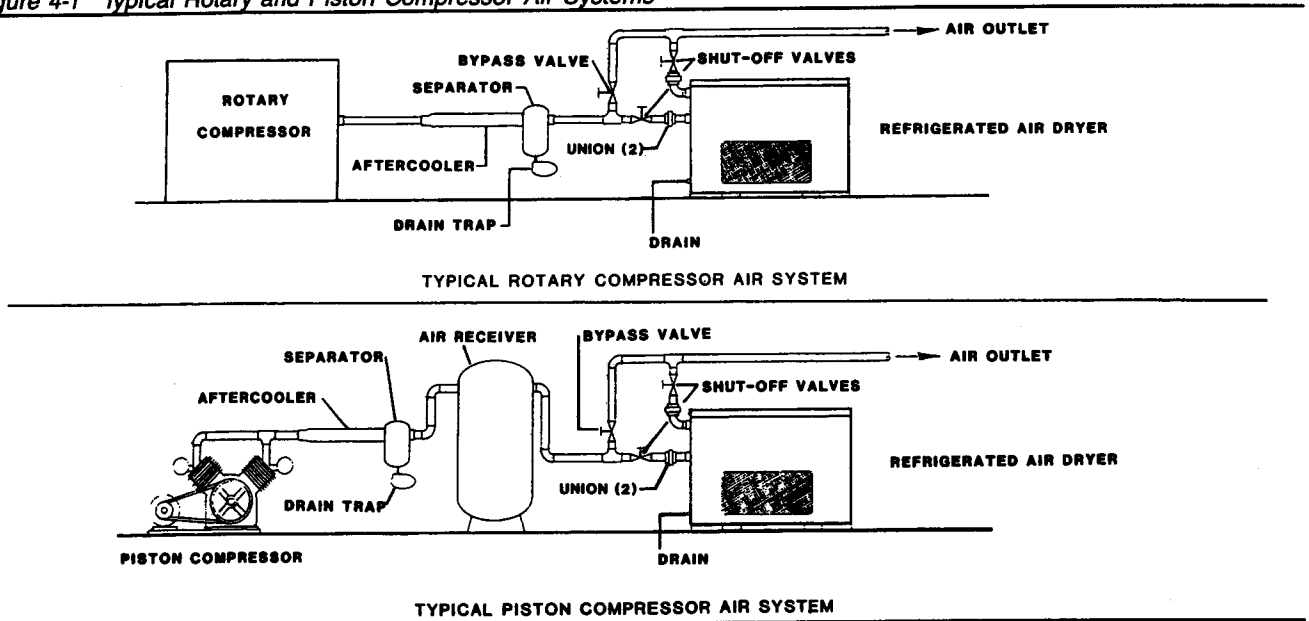 Figure 4-1 Typical Rotary and Piston Compressor Air Systems
AIR OUTLET
BYPASS VALVE
SHUT-OFF VALVES
SEPARATOR
ROTARY
COMPRESSOR
REFRIGERATED AIR DRYER
UNION (2)
AFTERCOOLER
DRAIN TRAP
DRAIN
TYPICAL ROTARY COMPRESSOR AIR SYSTEM
AIR RECEIVER
BYPASS VALVE
SEPARATOR
AIR OUTLET
AFTERCOOLER
SHUT-OFF VALVES
REFRIGERATED AIR DRYER
UNION (2)
DRAIN TRAP
PISTON COMPRESSOR
DRAIN
TYPICAL PISTON COMPRESSOR AIR SYSTEM